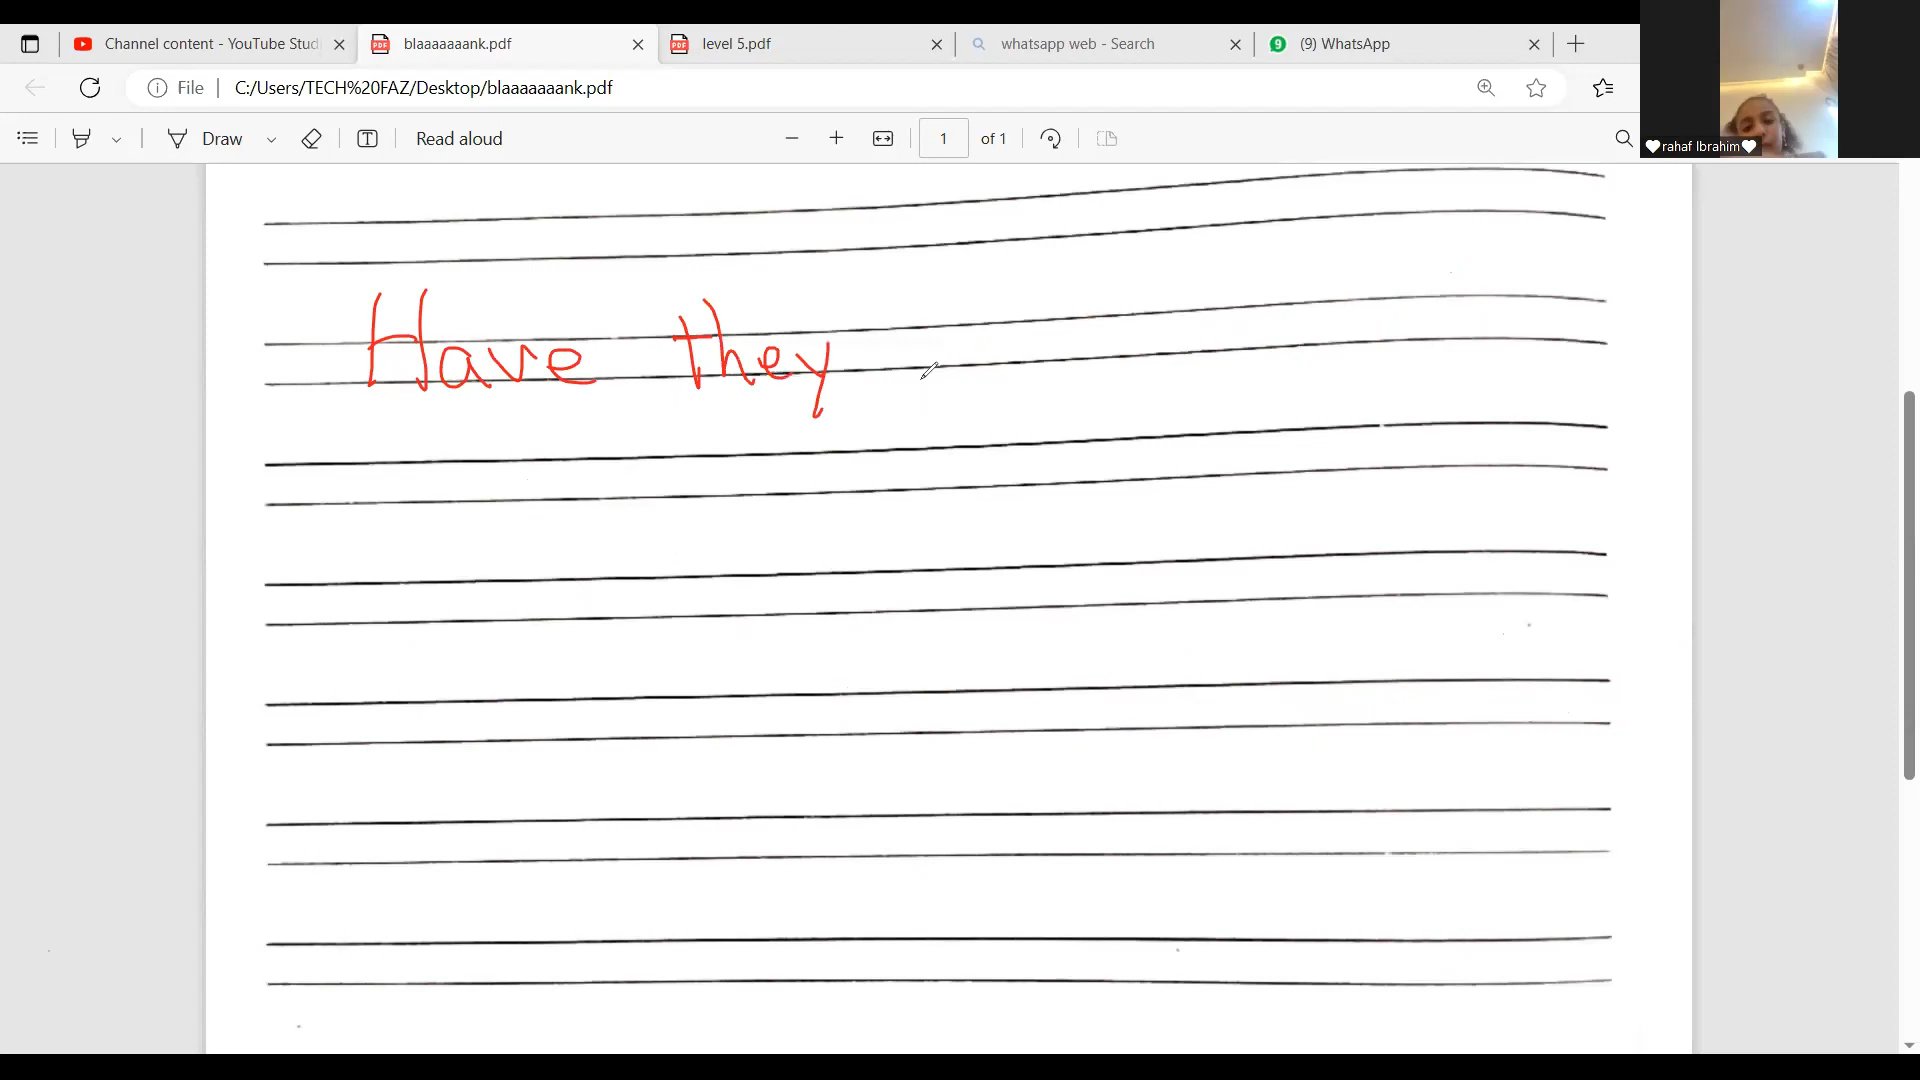 Channel content - YouTube Stud
blaaaaaaank.pdf
level 5.pdf
whatsapp web - Search
(9) WhatsApp
File
C:/Users/TECH%20FAZ/Desktop/blaaaaaaank.pdf
Draw
Read aloud
1 of 1
🤍rahaf Ibrahim🤍
Have they